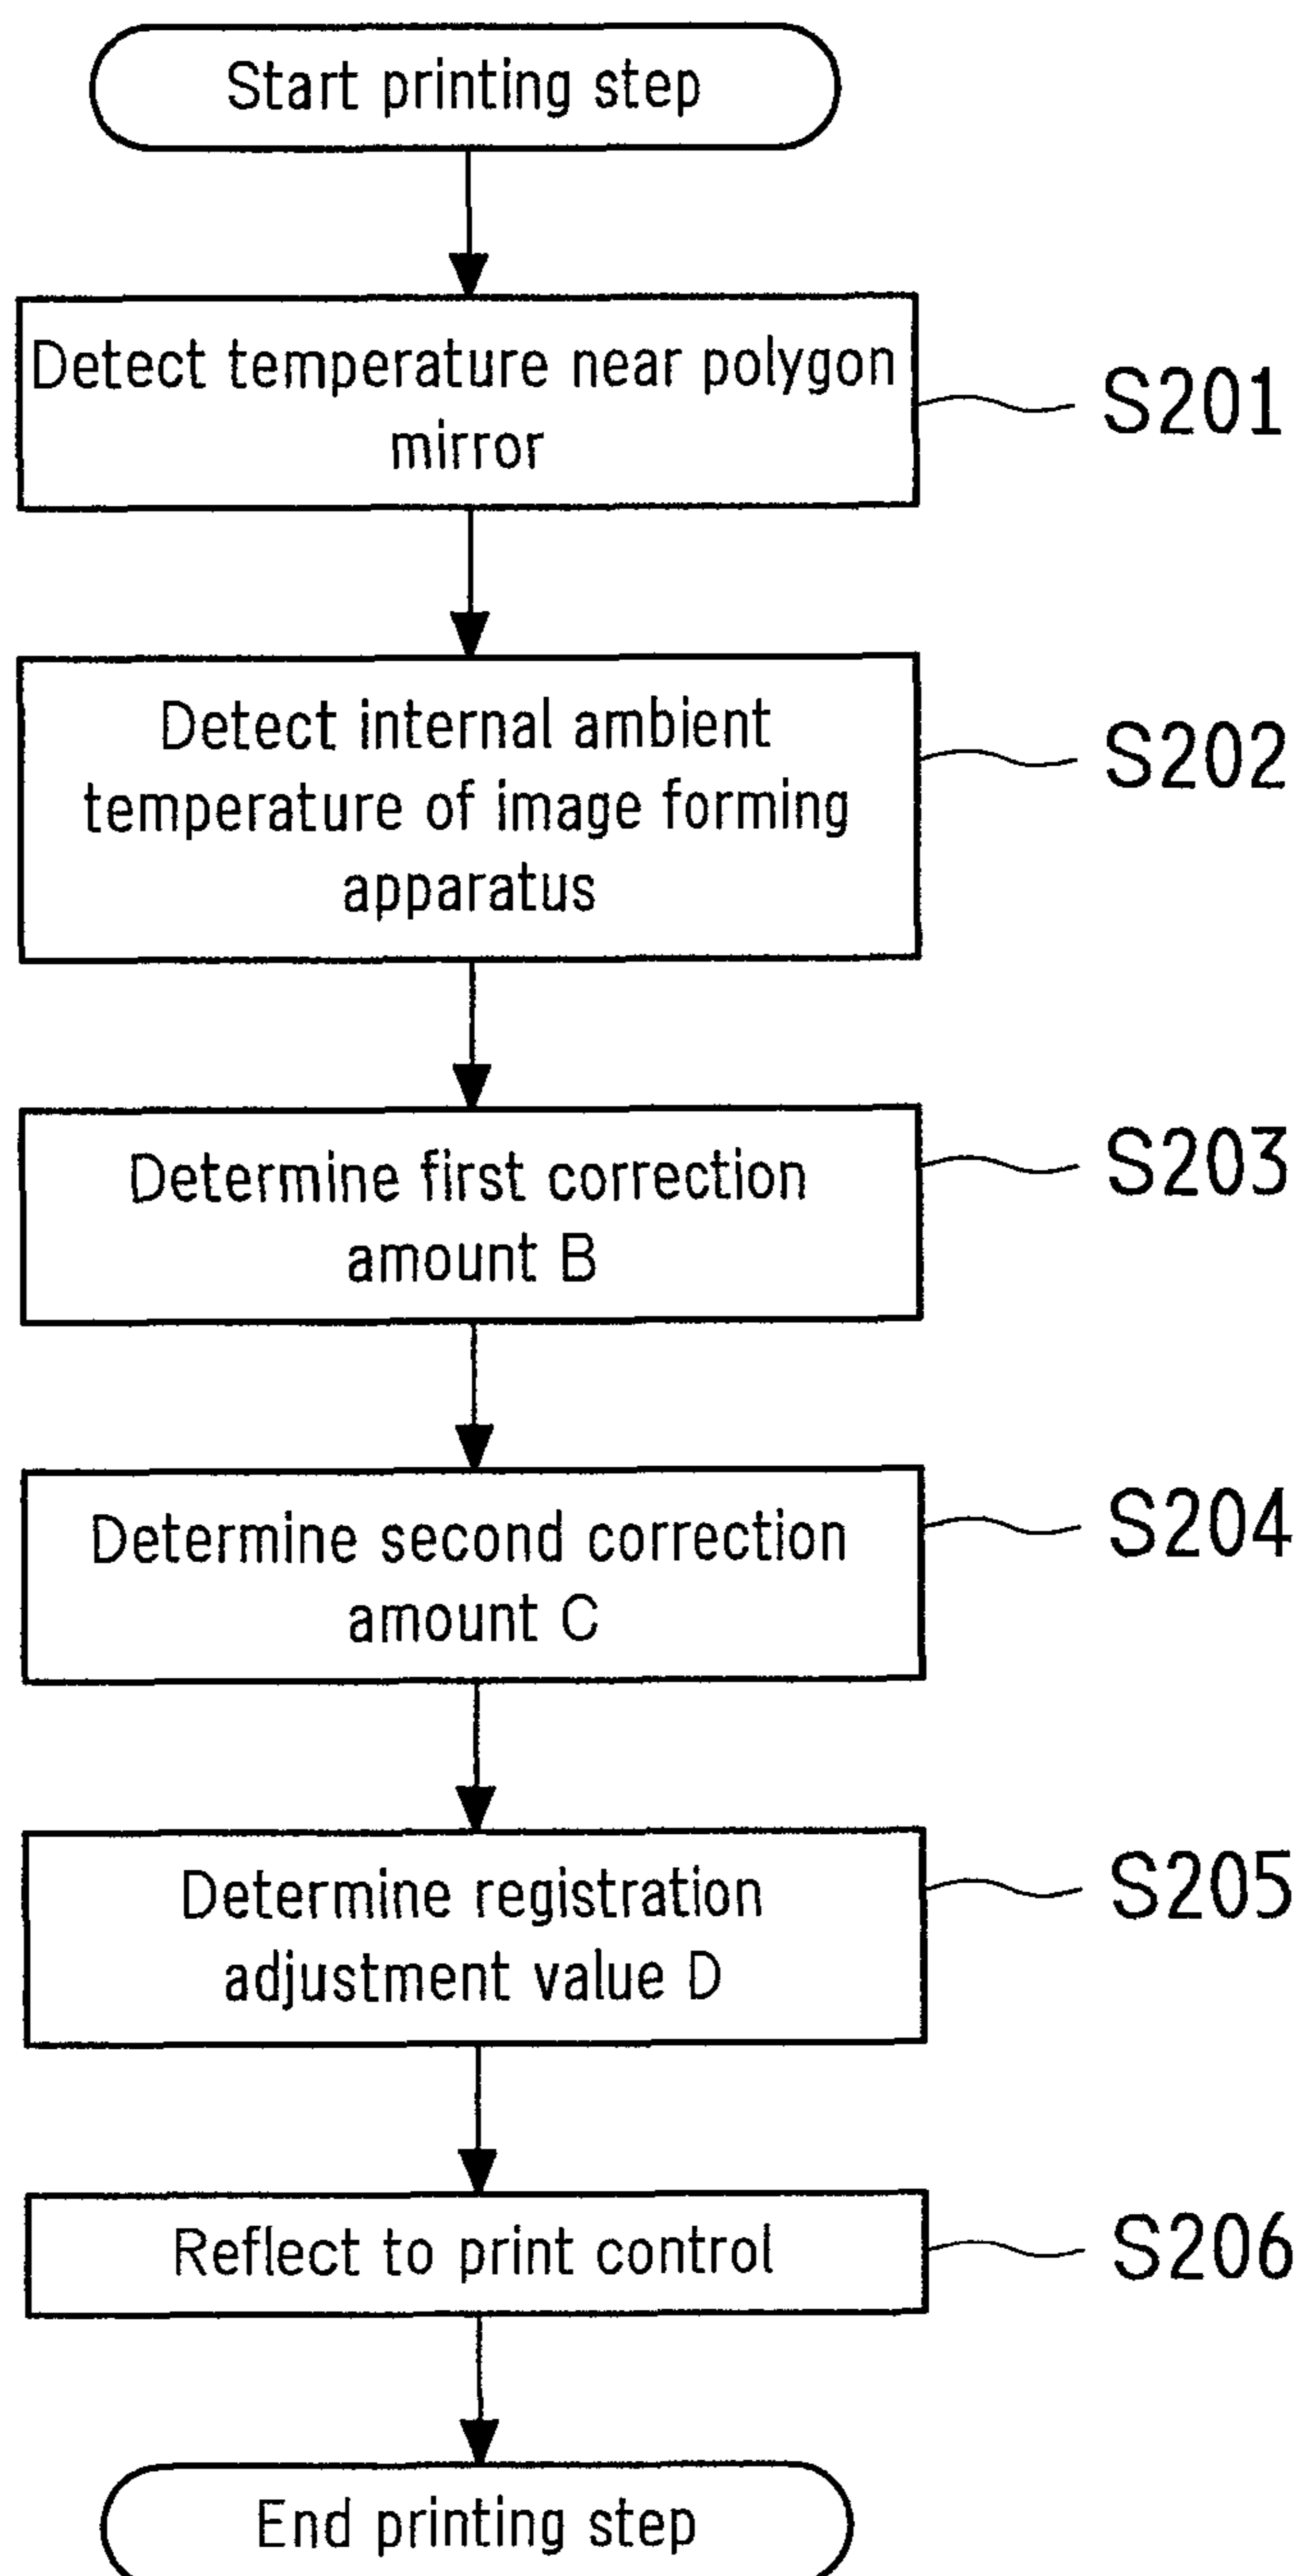 Start printing step
Detect temperature near polygon
mirror
S201
Detect internal ambient
temperature of image forming
apparatus
S202
Determine first correction
amount B
S203
Determine second correction
amount C
S204
Determine registration
adjustment value D
S205
Reflect to print control
S206
End printing step